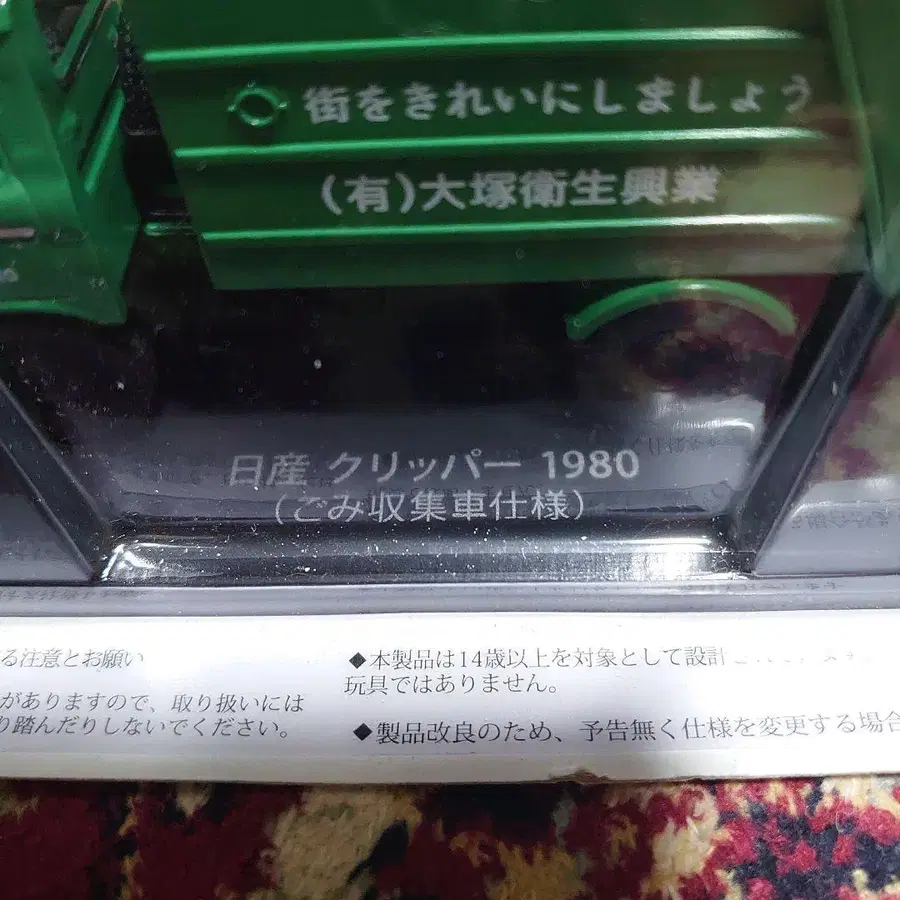 街をきれいにしましょう
(有)大塚衛生興業
日産 クリッパー 1980
(ごみ収集車仕様)
る注意とお願い
がありますので、取り扱いには
り踏んだりしないでください。
◆本製品は14歳以上を対象として設計
玩具ではありません。
◆製品改良のため、予告無く仕様を変更する場合